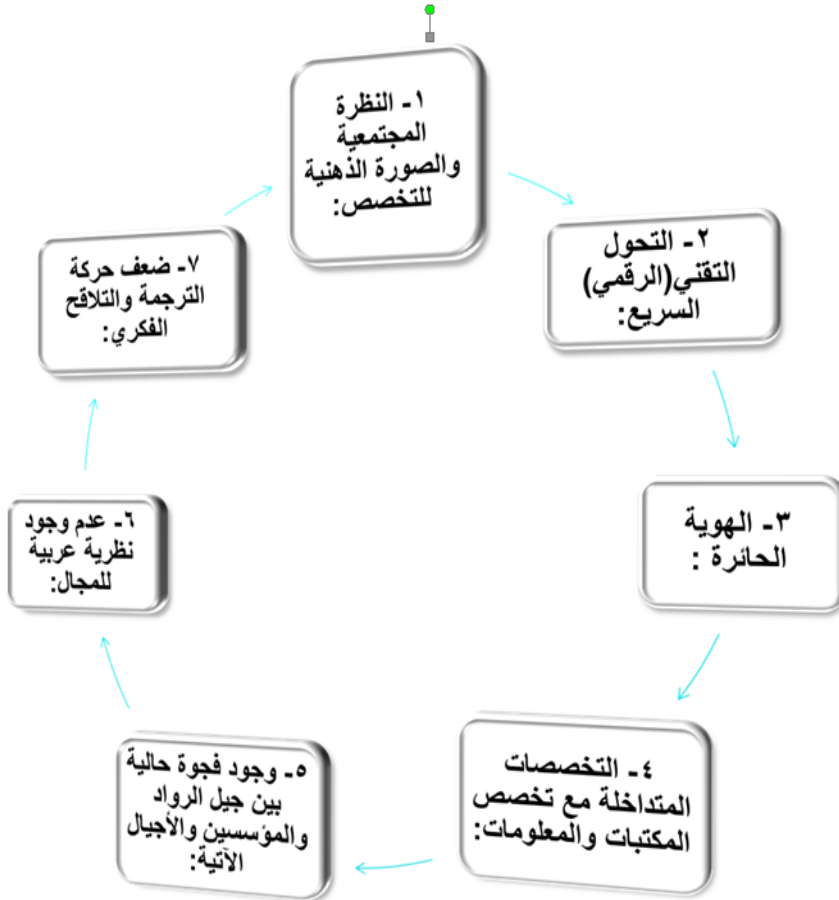 ١- النظرة
المجتمعية
والصورة الذهنية
للتخصص:
٢- التحول
التقني(الرقمي)
السريع:
٣- الهوية
الحائرة :
٤- التخصصات
المتداخلة مع تخصص
المكتبات والمعلومات:
٥- وجود فجوة حالية
بين جيل الرواد
والمؤسسين والأجيال
الآتية:
٦- عدم وجود
نظرية عربية
للمجال:
٧- ضعف حركة
الترجمة والتلاقح
الفكري: